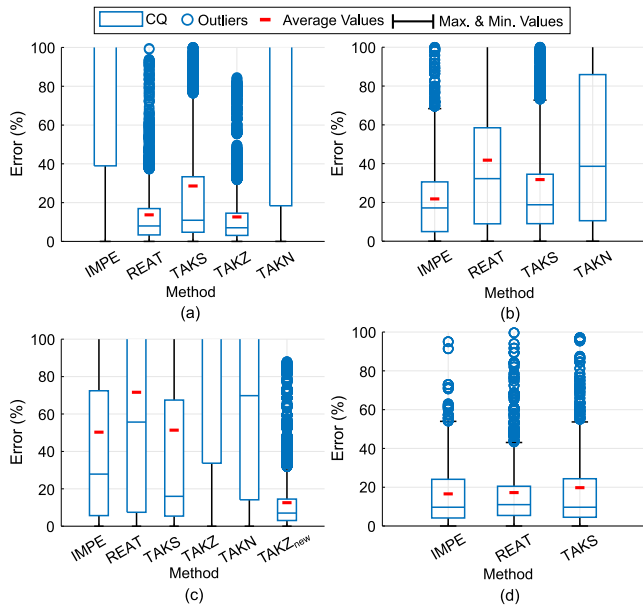 CQ Outliers Average Values Max. & Min. Values
100
80
60
40
20
0
Error (%)
IMPE REAT TAKS TAKZ TAKN
Method
(a)
100
80
60
40
20
0
Error (%)
IMPE REAT TAKS TAKN
Method
(b)
100
80
60
40
20
0
Error (%)
IMPE REAT TAKS TAKZ TAKN TAKZnew
Method
(c)
100
80
60
40
20
0
Error (%)
IMPE REAT TAKS
Method
(d)